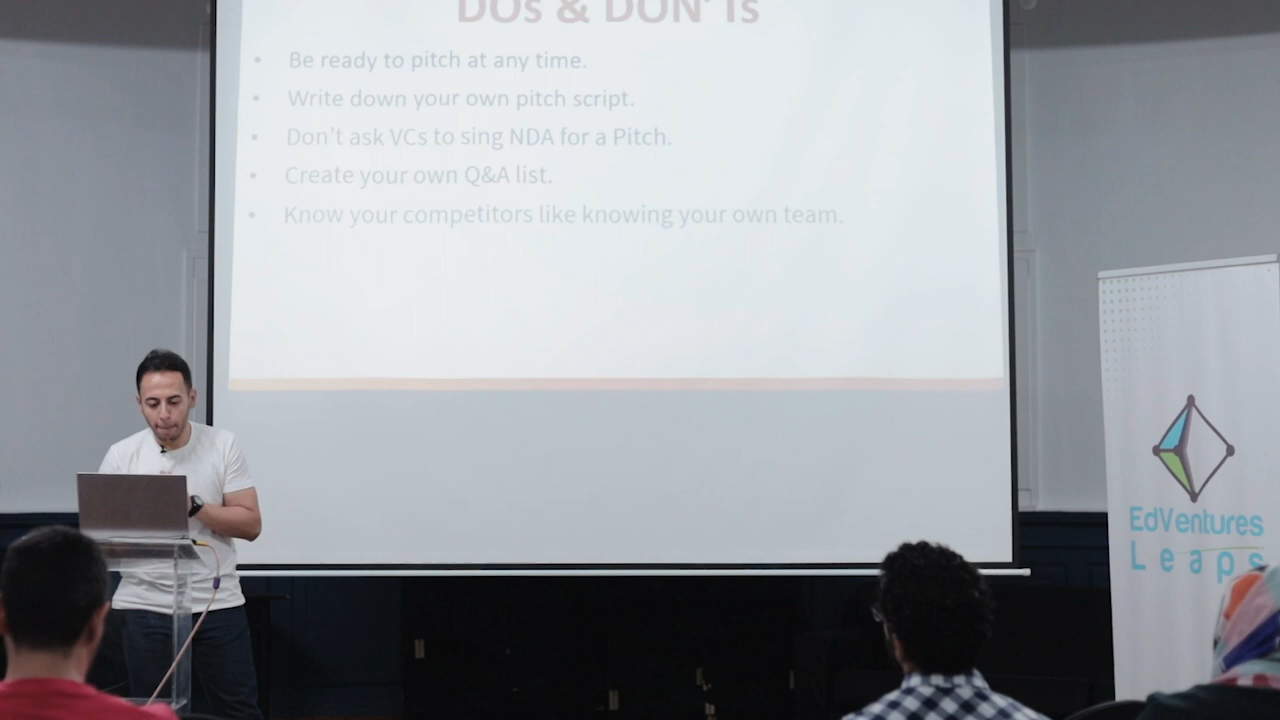 DOs & DON'Ts
• Be ready to pitch at any time.
• Write down your own pitch script.
• Don't ask VCs to sing NDA for a Pitch.
• Create your own Q&A list.
• Know your competitors like knowing your own team.
EdVentures
Leaps